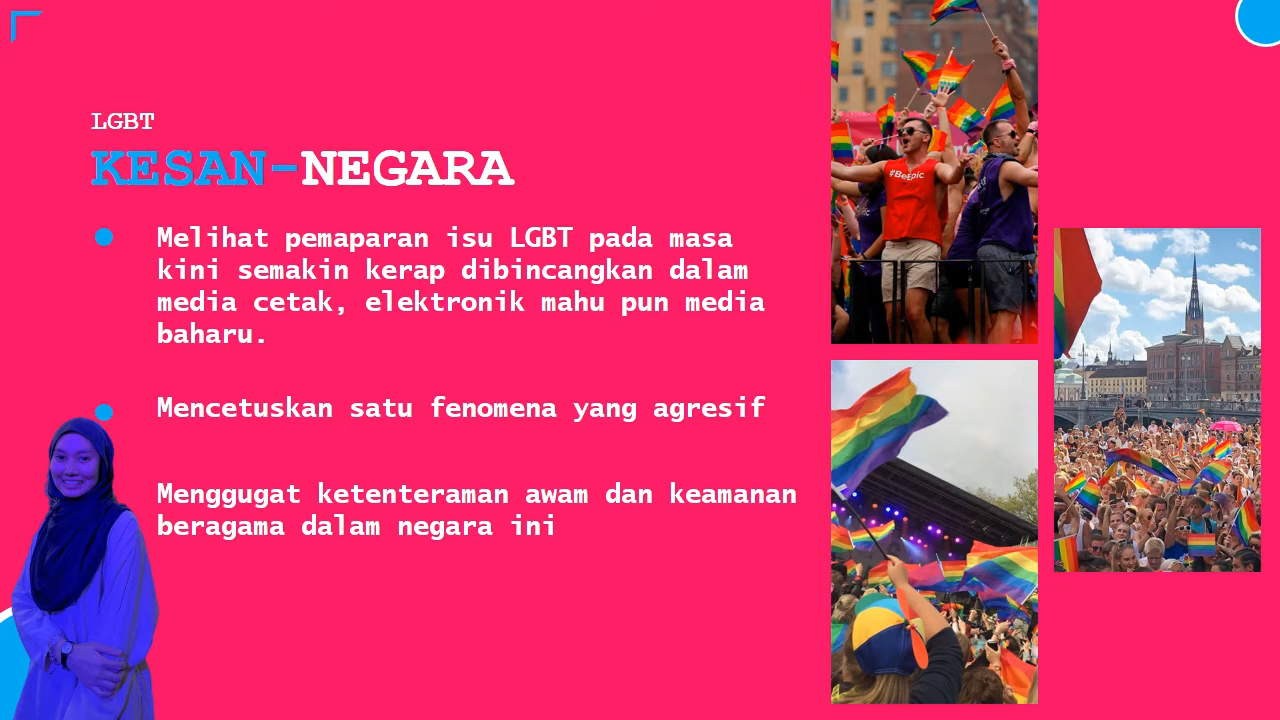 LGBT
KESAN-NEGARA
Melihat pemaparan isu LGBT pada masa
kini semakin kerap dibincangkan dalam
media cetak, elektronik mahu pun media
baharu.
Mencetuskan satu fenomena yang agresif
Menggugat ketenteraman awam dan keamanan
beragama dalam negara ini
#BeEpic